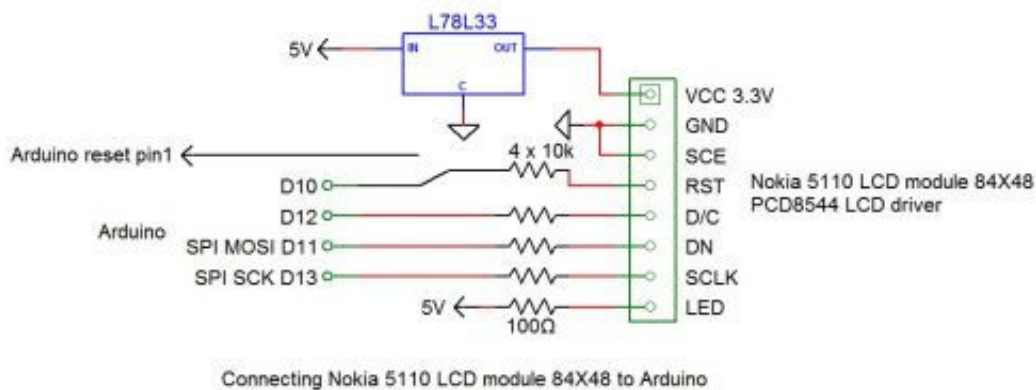 L78L33
5V
IN
OUT
C
VCC 3.3V
GND
Arduino reset pin1
4 x 10k
SCE
D10
RST
Nokia 5110 LCD module 84X48
D12
D/C
PCD8544 LCD driver
Arduino
SPI MOSI D11
DN
SPI SCK D13
SCLK
5V
LED
100Ω
Connecting Nokia 5110 LCD module 84X48 to Arduino